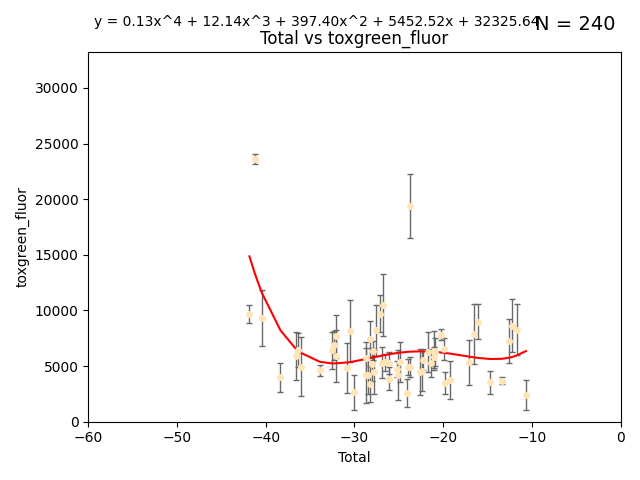 y = 0.13x^4 + 12.14x^3 + 397.40x^2 + 5452.52x + 32325.64
N = 240
Total vs toxgreen_fluor
30000
25000
20000
15000
10000
5000
0
toxgreen_fluor
−60 −50 −40 −30 −20 −10 0
Total